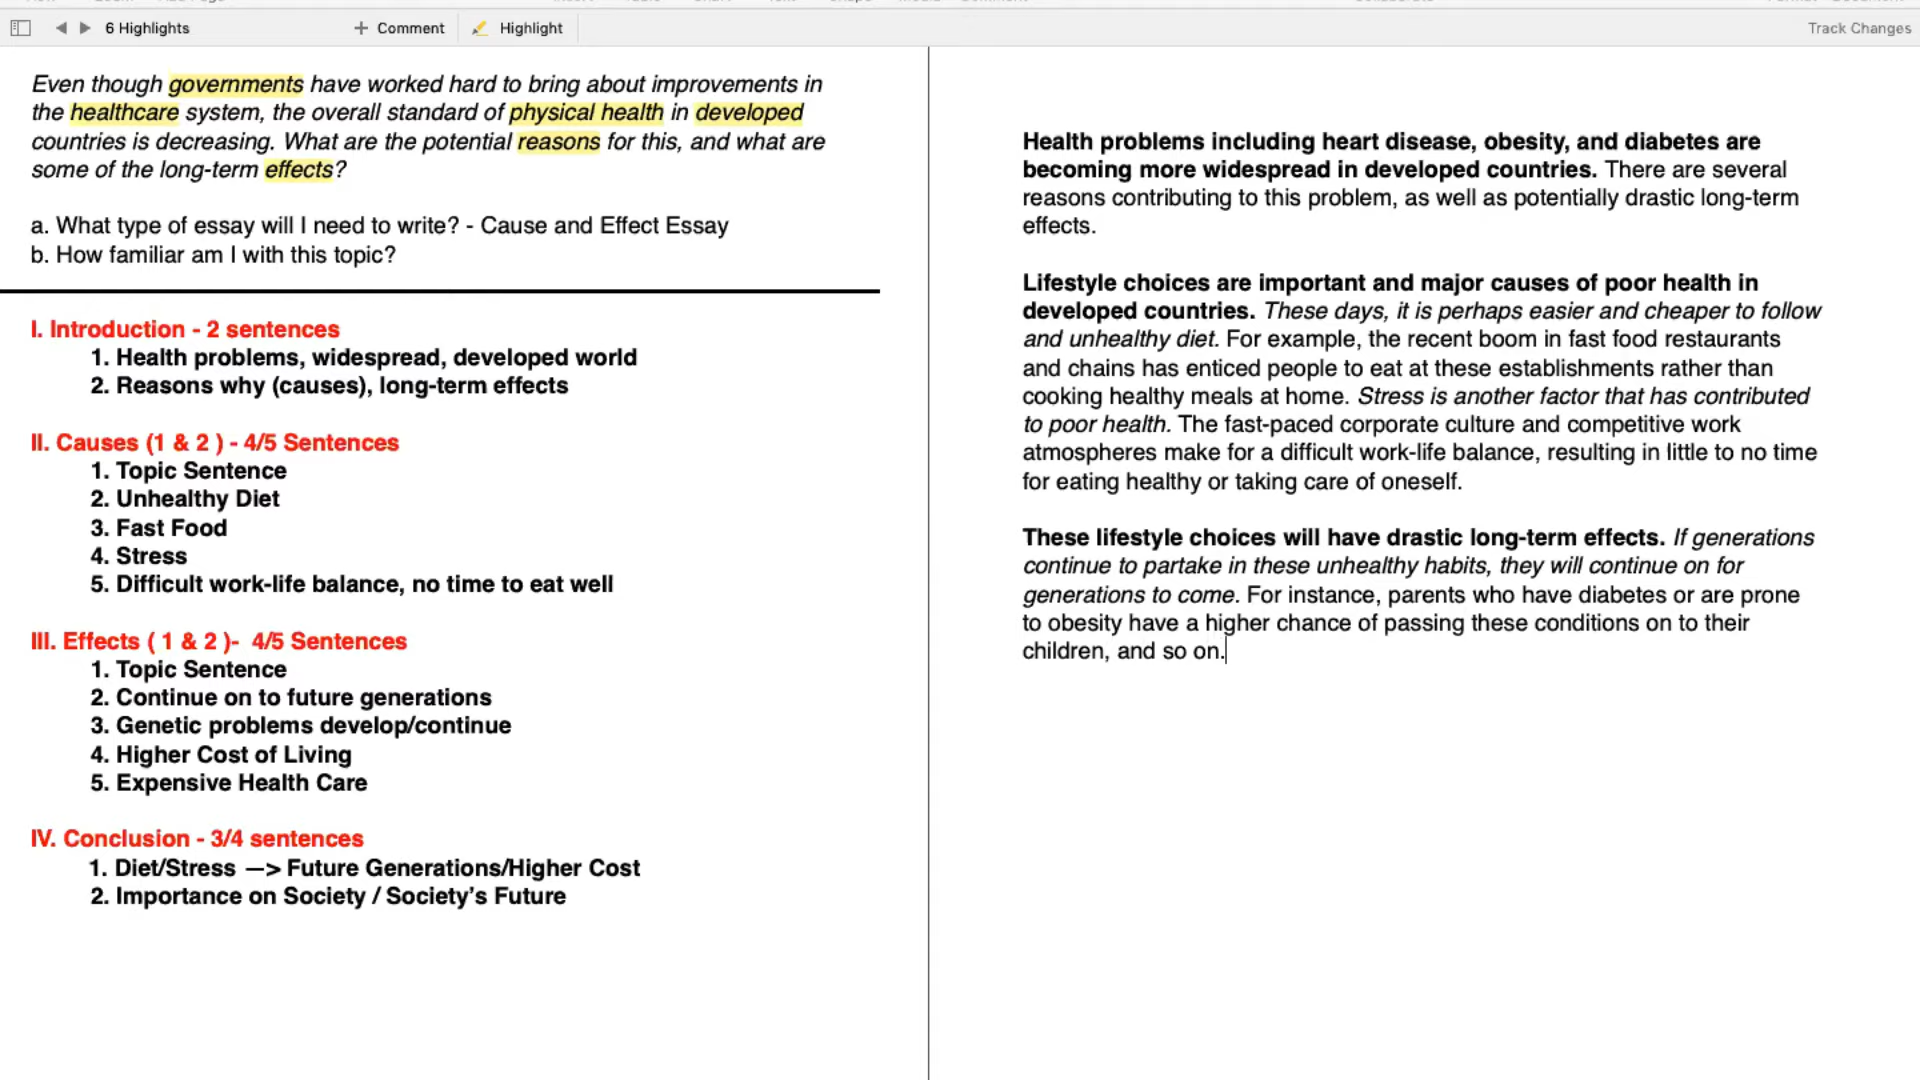 6 Highlights
+ Comment
Highlight
Track Changes
Even though governments have worked hard to bring about improvements in
the healthcare system, the overall standard of physical health in developed
countries is decreasing. What are the potential reasons for this, and what are
some of the long-term effects?
a. What type of essay will I need to write? - Cause and Effect Essay
b. How familiar am I with this topic?
I. Introduction - 2 sentences
1. Health problems, widespread, developed world
2. Reasons why (causes), long-term effects
II. Causes (1 & 2 ) - 4/5 Sentences
1. Topic Sentence
2. Unhealthy Diet
3. Fast Food
4. Stress
5. Difficult work-life balance, no time to eat well
III. Effects ( 1 & 2 )-  4/5 Sentences
1. Topic Sentence
2. Continue on to future generations
3. Genetic problems develop/continue
4. Higher Cost of Living
5. Expensive Health Care
IV. Conclusion - 3/4 sentences
1. Diet/Stress —> Future Generations/Higher Cost
2. Importance on Society / Society's Future
Health problems including heart disease, obesity, and diabetes are
becoming more widespread in developed countries. There are several
reasons contributing to this problem, as well as potentially drastic long-term
effects.
Lifestyle choices are important and major causes of poor health in
developed countries. These days, it is perhaps easier and cheaper to follow
and unhealthy diet. For example, the recent boom in fast food restaurants
and chains has enticed people to eat at these establishments rather than
cooking healthy meals at home. Stress is another factor that has contributed
to poor health. The fast-paced corporate culture and competitive work
atmospheres make for a difficult work-life balance, resulting in little to no time
for eating healthy or taking care of oneself.
These lifestyle choices will have drastic long-term effects. If generations
continue to partake in these unhealthy habits, they will continue on for
generations to come. For instance, parents who have diabetes or are prone
to obesity have a higher chance of passing these conditions on to their
children, and so on.